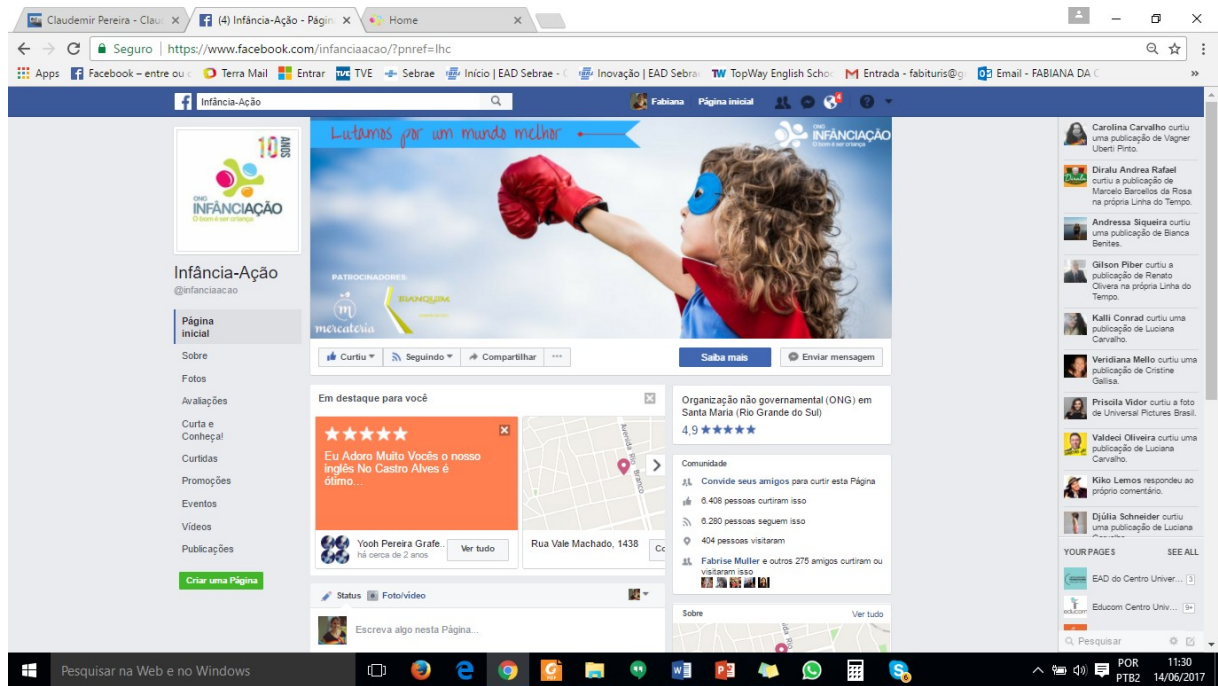 Claudemir Pereira - Clau
(4) Infância-Ação - Págin
Home
Seguro
https://www.facebook.com/infanciaacao/?pnref=lhc
Apps
Facebook – entre ou
Terra Mail
Entrar
TVE
Sebrae
Início | EAD Sebrae -
Inovação | EAD Sebra
TopWay English Scho
Entrada - fabituris@g
Email - FABIANA DA
»
Infância-Ação
Fabiana
Página inicial
10 ANOS
ONG
INFÂNCIAÇÃO
O bom é ser criança
Infância-Ação
@infanciaacao
Página
inicial
Sobre
Fotos
Avaliações
Curta e
Conheça!
Curtidas
Promoções
Eventos
Vídeos
Publicações
Criar uma Página
Lutamos por um mundo melhor
ONG
INFÂNCIAÇÃO
O bom é ser criança
PATROCINADORES:
m
mercateria
BIANQUIM
Curtiu
Seguindo
Compartilhar
Saiba mais
Enviar mensagem
Em destaque para você
Eu Adoro Muito Vocês o nosso
inglês No Castro Alves é
ótimo...
Yooh Pereira Grafe..
há cerca de 2 anos
Ver tudo
Avenida Rio Branco
Rua Vale Machado, 1438
Co
Status
Foto/vídeo
Escreva algo nesta Página...
Organização não governamental (ONG) em
Santa Maria (Rio Grande do Sul)
4,9 ★★★★★
Comunidade
Convide seus amigos para curtir esta Página
6.408 pessoas curtiram isso
6.280 pessoas seguem isso
404 pessoas visitaram
Fabrise Muller e outros 275 amigos curtiram ou
visitaram isso
Sobre
Ver tudo
Carolina Carvalho curtiu
uma publicação de Vagner
Uberti Pinto.
Diralu Andrea Rafael
curtiu a publicação de
Marcelo Barcellos da Rosa
na própria Linha do Tempo.
Andressa Siqueira curtiu
uma publicação de Bianca
Benites.
Gilson Piber curtiu a
publicação de Renato
Olivera na própria Linha do
Tempo.
Kalli Conrad curtiu uma
publicação de Luciana
Carvalho.
Veridiana Mello curtiu uma
publicação de Cristine
Gallisa.
Priscila Vidor curtiu a foto
de Universal Pictures Brasil.
Valdeci Oliveira curtiu uma
publicação de Luciana
Carvalho.
Kiko Lemos respondeu ao
próprio comentário.
Djúlia Schneider curtiu
uma publicação de Luciana
YOUR PAGES
SEE ALL
EAD do Centro Univer...
3
Educom Centro Univ...
9+
Pesquisar
Pesquisar na Web e no Windows
POR
PTB2
11:30
14/06/2017